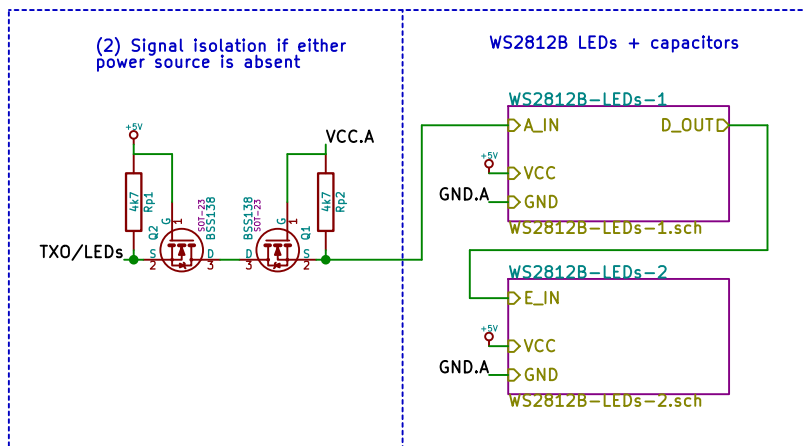 (2) Signal isolation if either
power source is absent
WS2812B LEDs + capacitors
+5V
VCC.A
4k7
Rp1
Q2
G
1
SOT-23
BSS138
S
2
D
3
TXO/LEDs
BSS138
SOT-23
G
1
Q1
D
3
S
2
4k7
Rp2
WS2812B-LEDs-1
A_IN
D_OUT
+5V
VCC
GND.A
GND
WS2812B-LEDs-1.sch
WS2812B-LEDs-2
E_IN
+5V
VCC
GND.A
GND
WS2812B-LEDs-2.sch